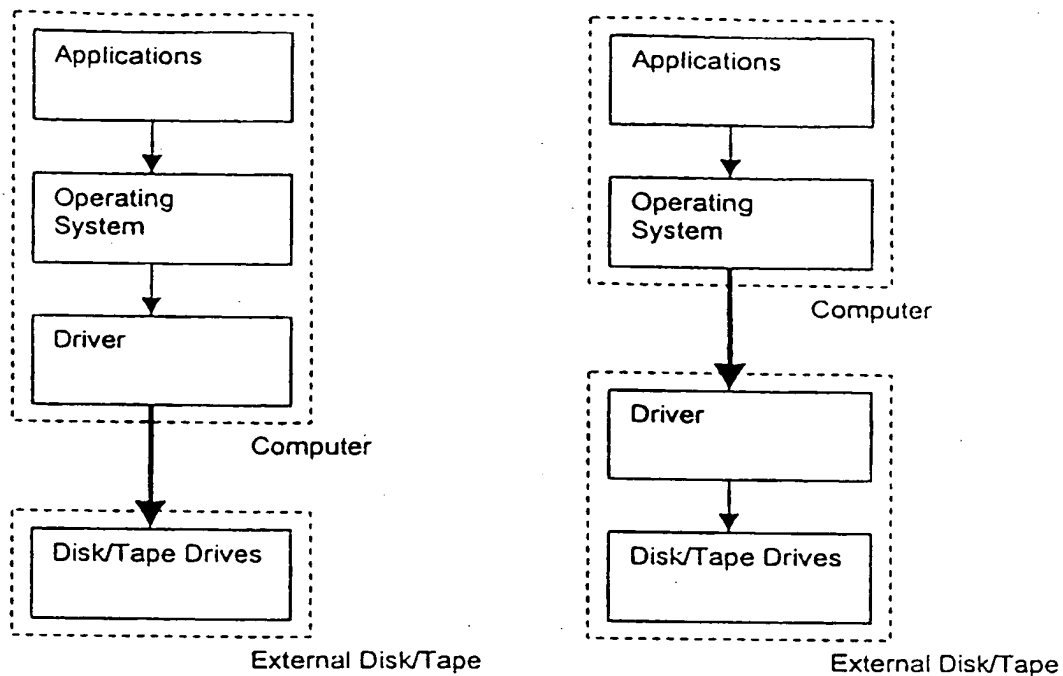 Applications
Operating
System
Driver
Computer
Disk/Tape Drives
External Disk/Tape
Applications
Operating
System
Computer
Driver
Disk/Tape Drives
External Disk/Tape